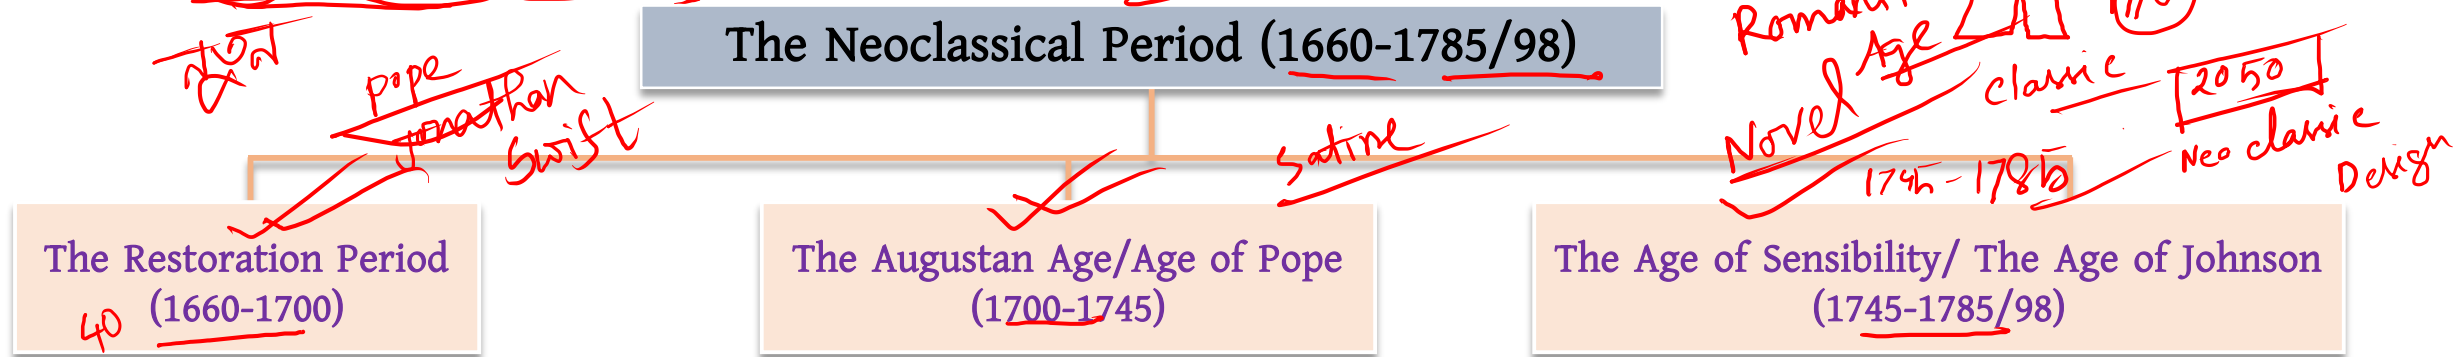 The Neoclassical Period (1660-1785/98)
Novel Age
classic
2050
Neo classic
Design
নতুন
pope
Jonathan
Swift
Satire
1745-1785
The Restoration Period
(1660-1700)
40
The Augustan Age/Age of Pope
(1700-1745)
The Age of Sensibility/ The Age of Johnson
(1745-1785/98)